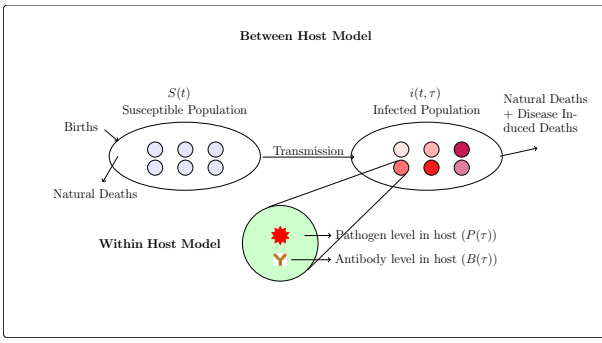 Between Host Model
S(t)
Susceptible Population
i(t, τ)
Infected Population
Natural Deaths
+ Disease In-
duced Deaths
Births
Transmission
Natural Deaths
Within Host Model
Pathogen level in host (P(τ))
Antibody level in host (B(τ))